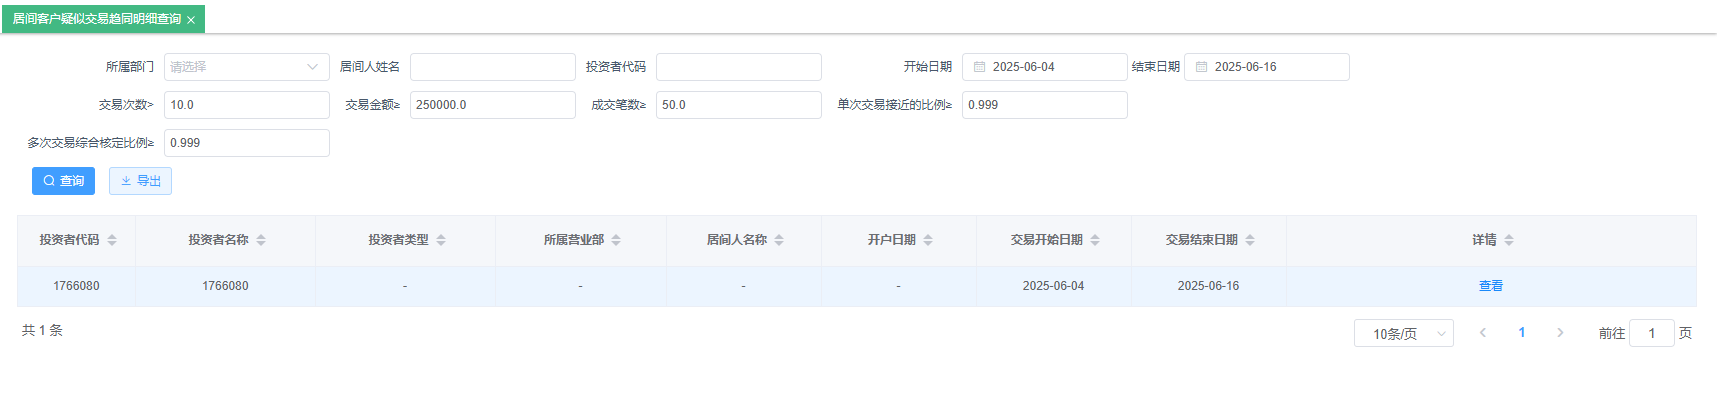 居间客户疑似交易趋同明细查询 ×
所属部门 请选择 居间人姓名 投资者代码 开始日期 2025-06-04 结束日期 2025-06-16
交易次数≥ 10.0 交易金额≥ 250000.0 成交笔数≥ 50.0 单次交易接近的比例≥ 0.999
多次交易综合核定比例≥ 0.999
查询 导出
投资者代码 投资者名称 投资者类型 所属营业部 居间人名称 开户日期 交易开始日期 交易结束日期 详情
1766080 1766080 - - - - 2025-06-04 2025-06-16 查看
共 1 条 10条/页 1 前往 1 页